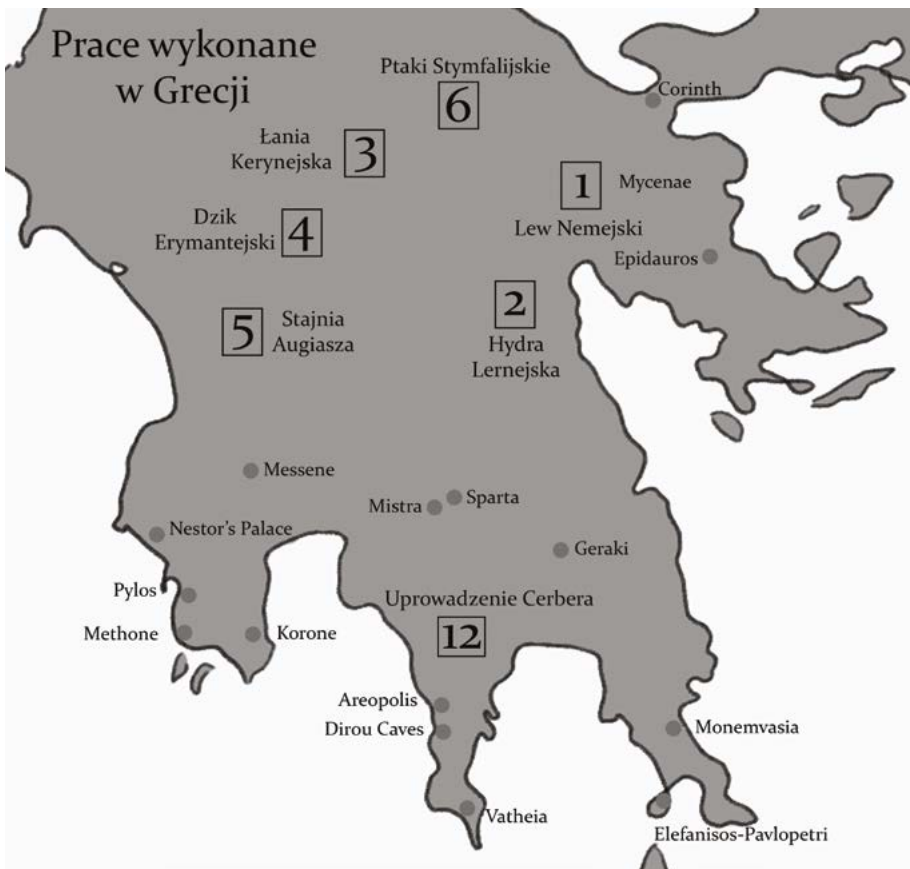 Prace wykonane
w Grecji
Ptaki Stymfalijskie
6
Corinth
Łania
Kerynejska
3
1
Mycenae
Lew Nemejski
Dzik
Erymantejski
4
Epidauros
2
Hydra
Lernejska
5
Stajnia
Augiasza
Messene
Mistra
Sparta
Nestor's Palace
Geraki
Pylos
Uprowadzenie Cerbera
12
Methone
Korone
Areopolis
Dirou Caves
Monemvasia
Vatheia
Elefanisos-Pavlopetri